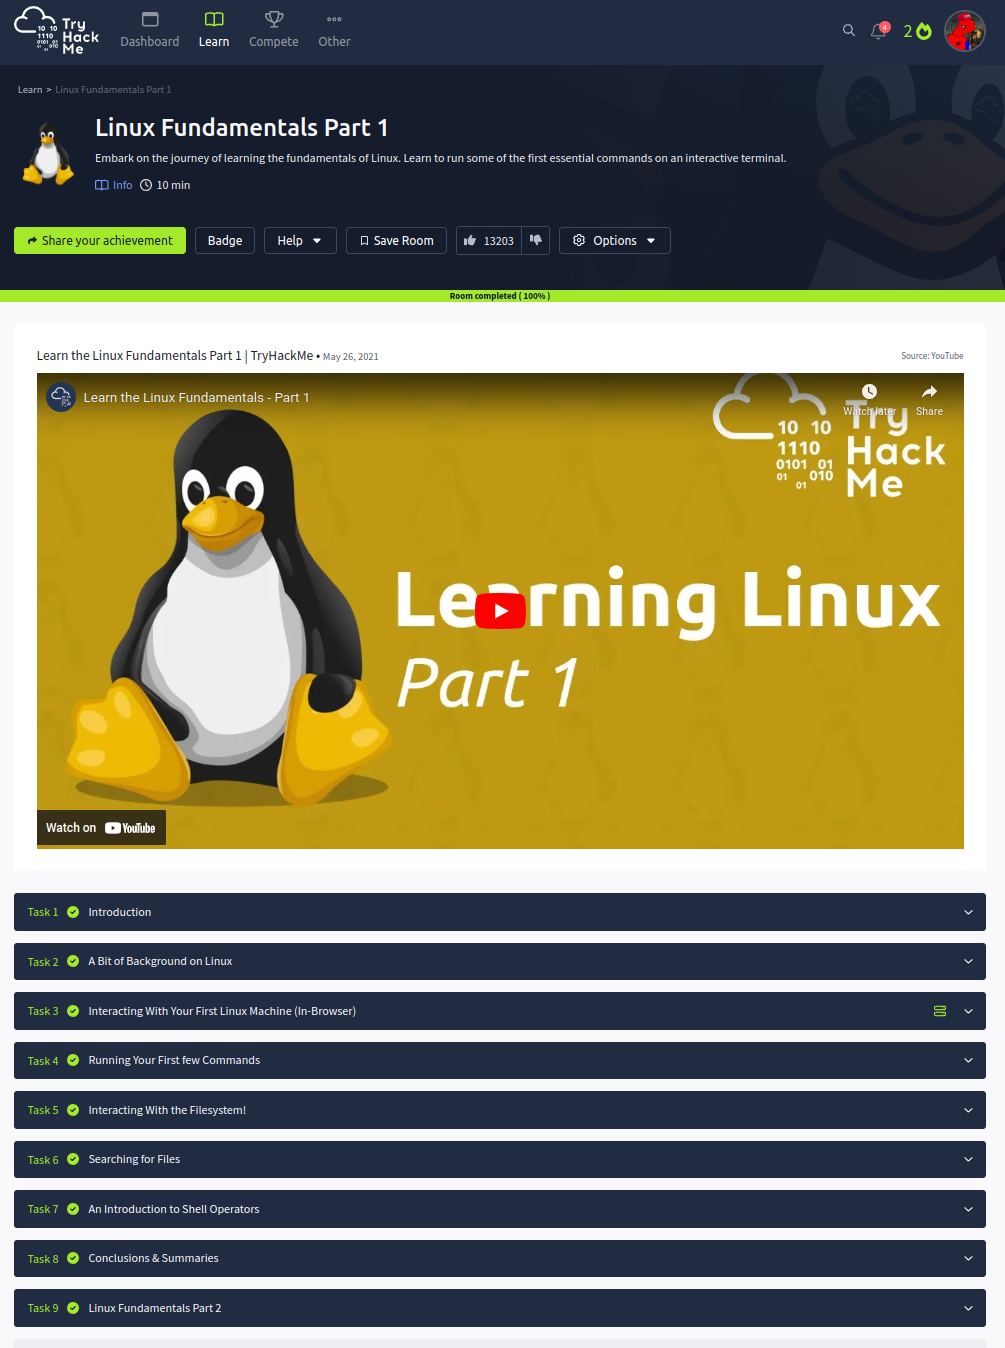 Try
Hack
Me
10 10
1110
0101 01
01 010
Dashboard
Learn
Compete
Other
4
2
Learn > Linux Fundamentals Part 1
Linux Fundamentals Part 1
Embark on the journey of learning the fundamentals of Linux. Learn to run some of the first essential commands on an interactive terminal.
Info 10 min
Share your achievement Badge Help Save Room 13203 Options
Room completed ( 100% )
Learn the Linux Fundamentals Part 1 | TryHackMe • May 26, 2021 Source: YouTube
Learn the Linux Fundamentals - Part 1
Watch later Share
Try
Hack
Me
10 10
1110
0101 01
01 010
01
Learning Linux
Part 1
Watch on YouTube
Task 1 Introduction
Task 2 A Bit of Background on Linux
Task 3 Interacting With Your First Linux Machine (In-Browser)
Task 4 Running Your First few Commands
Task 5 Interacting With the Filesystem!
Task 6 Searching for Files
Task 7 An Introduction to Shell Operators
Task 8 Conclusions & Summaries
Task 9 Linux Fundamentals Part 2